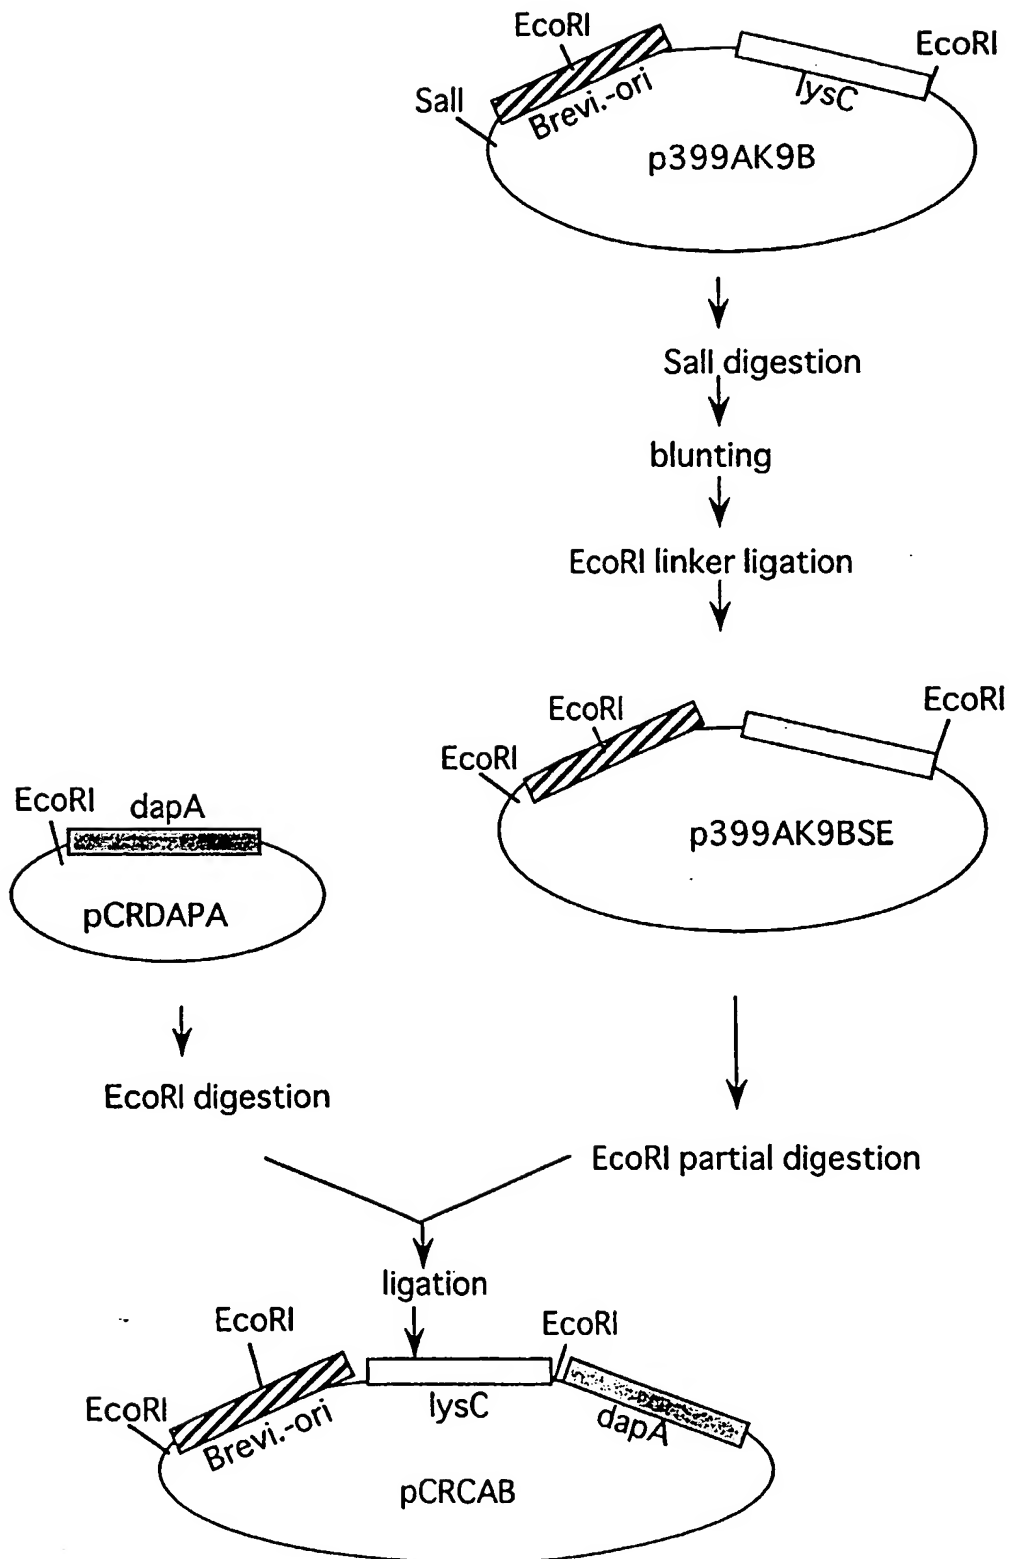 EcoRI
EcoRI
SalI
Brevi.-ori
lysC
p399AK9B
SalI digestion
blunting
EcoRI linker ligation
EcoRI
EcoRI
EcoRI
p399AK9BSE
EcoRI
dapA
pCRDAPA
EcoRI digestion
EcoRI partial digestion
ligation
EcoRI
EcoRI
EcoRI
Brevi.-ori
lysC
dapA
pCRCAB